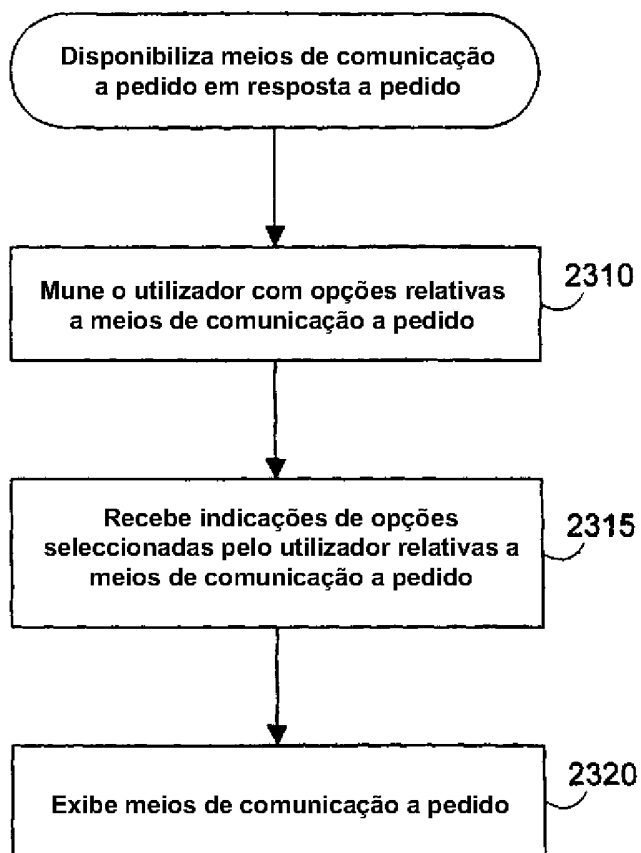 Disponibiliza meios de comunicação
a pedido em resposta a pedido
2310
Mune o utilizador com opções relativas
a meios de comunicação a pedido
2315
Recebe indicações de opções
seleccionadas pelo utilizador relativas a
meios de comunicação a pedido
2320
Exibe meios de comunicação a pedido